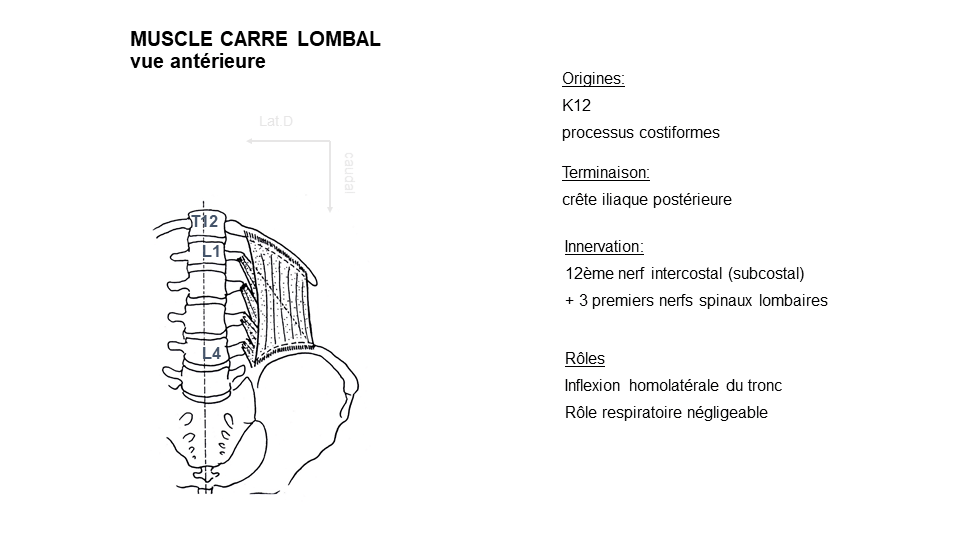 MUSCLE CARRE LOMBAL
vue antérieure
Lat.D
caudal
T12
L1
L4
Origines:
K12
processus costiformes
Terminaison:
crête iliaque postérieure
Innervation:
12ème nerf intercostal (subcostal)
+ 3 premiers nerfs spinaux lombaires
Rôles
Inflexion homolatérale du tronc
Rôle respiratoire négligeable